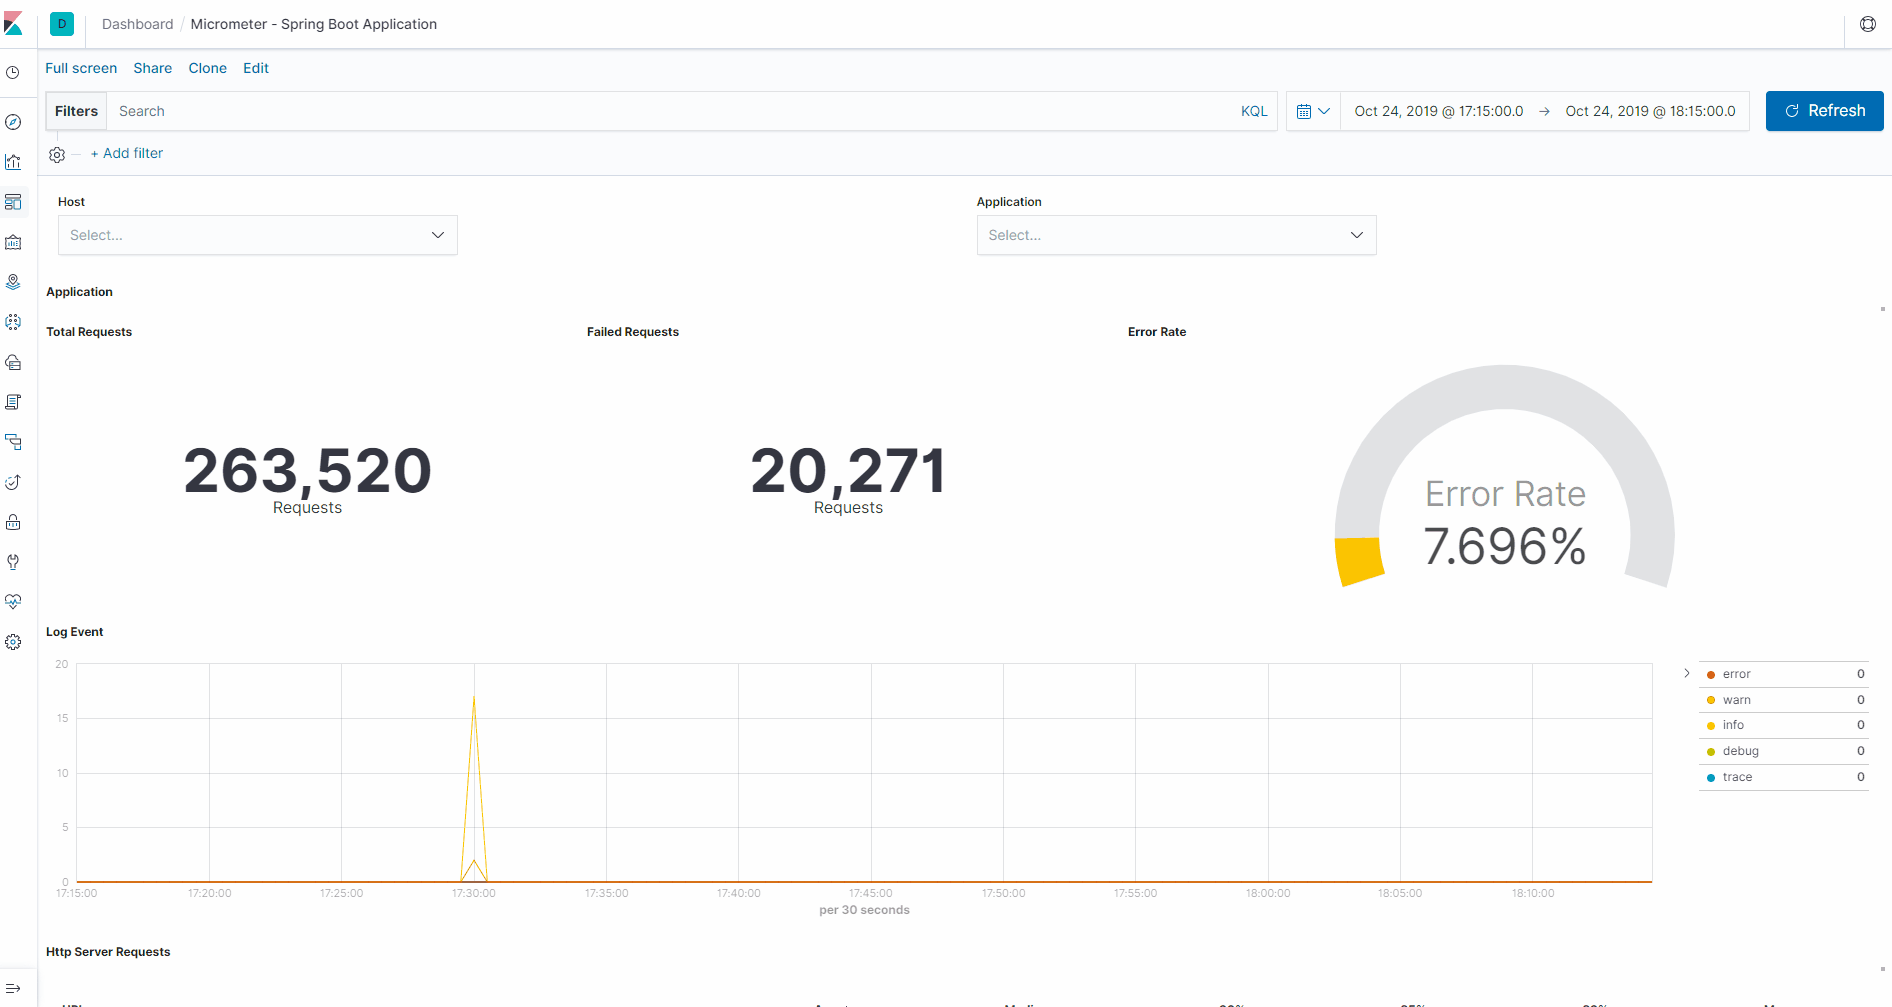 D Dashboard / Micrometer - Spring Boot Application
Full screen Share Clone Edit
Filters Search KQL Oct 24, 2019 @ 17:15:00.0 → Oct 24, 2019 @ 18:15:00.0 Refresh
+ Add filter
Host Application
Select... Select...
Application
Total Requests Failed Requests Error Rate
263,520
Requests
20,271
Requests
Error Rate
7.696%
Log Event
20
15
10
5
0
17:15:00 17:20:00 17:25:00 17:30:00 17:35:00 17:40:00 17:45:00 17:50:00 17:55:00 18:00:00 18:05:00 18:10:00
per 30 seconds
error 0
warn 0
info 0
debug 0
trace 0
Http Server Requests